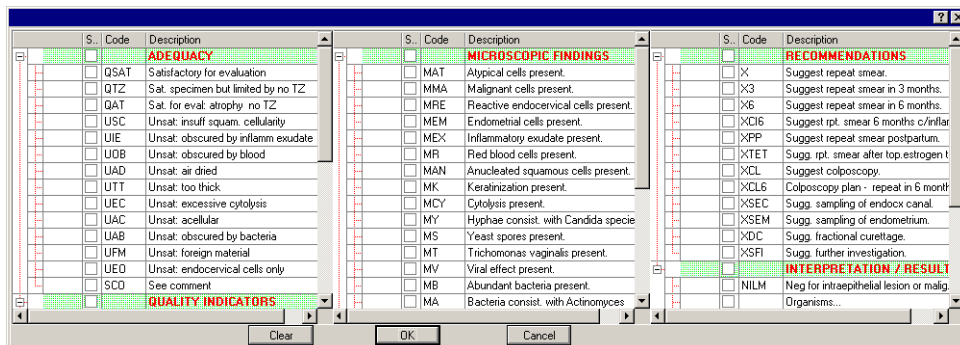 S.. Code Description
ADEQUACY
QSAT Satisfactory for evaluation
QTZ Sat. specimen but limited by no TZ
QAT Sat. for eval: atrophy no TZ
USC Unsat: insuff squam. cellularity
UIE Unsat: obscured by inflamm exudate
UOB Unsat: obscured by blood
UAD Unsat: air dried
UTT Unsat: too thick
UEC Unsat: excessive cytolysis
UAC Unsat: acellular
UAB Unsat: obscured by bacteria
UFM Unsat: foreign material
UEO Unsat: endocervical cells only
SCO See comment
QUALITY INDICATORS
S.. Code Description
MICROSCOPIC FINDINGS
MAT Atypical cells present.
MMA Malignant cells present.
MRE Reactive endocervical cells present.
MEM Endometrial cells present.
MEX Inflammatory exudate present.
MR Red blood cells present.
MAN Anucleated squamous cells present.
MK Keratinization present.
MCY Cytolysis present.
MY Hyphae consist. with Candida specie
MS Yeast spores present.
MT Trichomonas vaginalis present.
MV Viral effect present.
MB Abundant bacteria present.
MA Bacteria consist. with Actinomyces
S.. Code Description
RECOMMENDATIONS
X Suggest repeat smear.
X3 Suggest repeat smear in 3 months.
X6 Suggest repeat smear in 6 months.
XCI6 Suggest rpt. smear 6 months c/inflar
XPP Suggest repeat smear postpartum.
XTET Sugg. rpt. smear after top.estrogen t
XCL Suggest colposcopy.
XCL6 Colposcopy plan - repeat in 6 month
XSEC Sugg. sampling of endocx canal.
XSEM Sugg. sampling of endometrium.
XDC Sugg. fractional curettage.
XSFI Sugg. further investigation.
INTERPRETATION / RESULT
NILM Neg for intraepithelial lesion or malig.
Organisms...
Clear OK Cancel